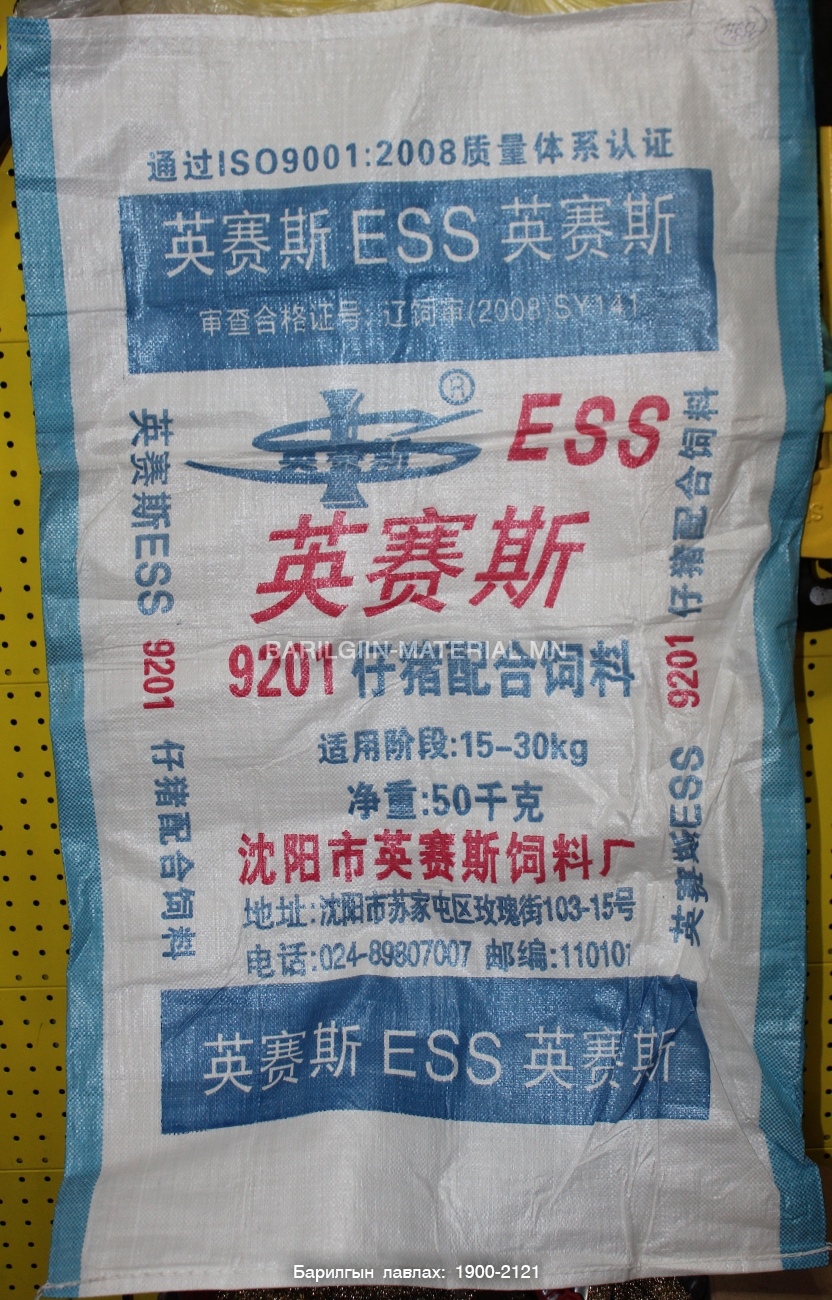 通过ISO9001:2008质量体系认证
英赛斯 ESS 英赛斯
审查合格证号: 辽饲审(2008)SY141
®
英赛斯
ESS
英赛斯
BARILGIIN-MATERIAL.MN
9201 仔猪配合饲料
适用阶段:15-30kg
净重:50千克
沈阳市英赛斯饲料厂
地址:沈阳市苏家屯区玫瑰街103-15号
电话:024-89807007 邮编:11010
英赛斯 ESS 英赛斯
英赛斯ESS 9201 仔猪配合饲料
英赛斯ESS 9201 仔猪配合饲料
Барилгын лавлах: 1900-2121